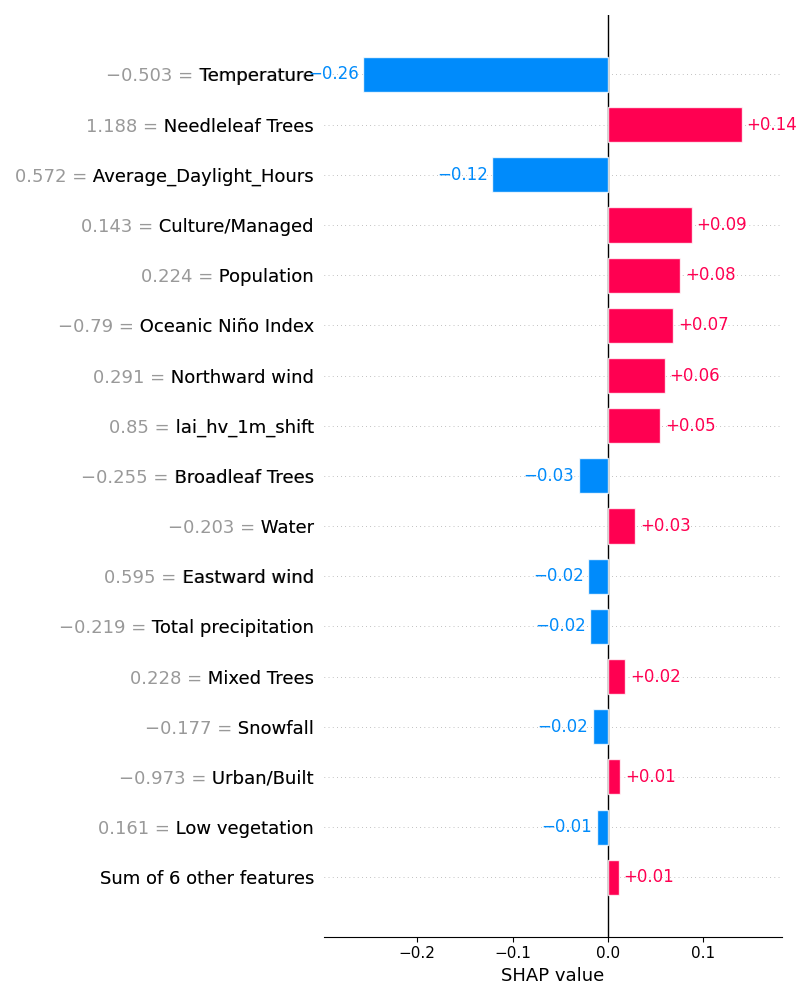 −0.503 = Temperature −0.26
1.188 = Needleleaf Trees +0.14
0.572 = Average_Daylight_Hours −0.12
0.143 = Culture/Managed +0.09
0.224 = Population +0.08
−0.79 = Oceanic Niño Index +0.07
0.291 = Northward wind +0.06
0.85 = lai_hv_1m_shift +0.05
−0.255 = Broadleaf Trees −0.03
−0.203 = Water +0.03
0.595 = Eastward wind −0.02
−0.219 = Total precipitation −0.02
0.228 = Mixed Trees +0.02
−0.177 = Snowfall −0.02
−0.973 = Urban/Built +0.01
0.161 = Low vegetation −0.01
Sum of 6 other features +0.01
−0.2 −0.1 0.0 0.1
SHAP value